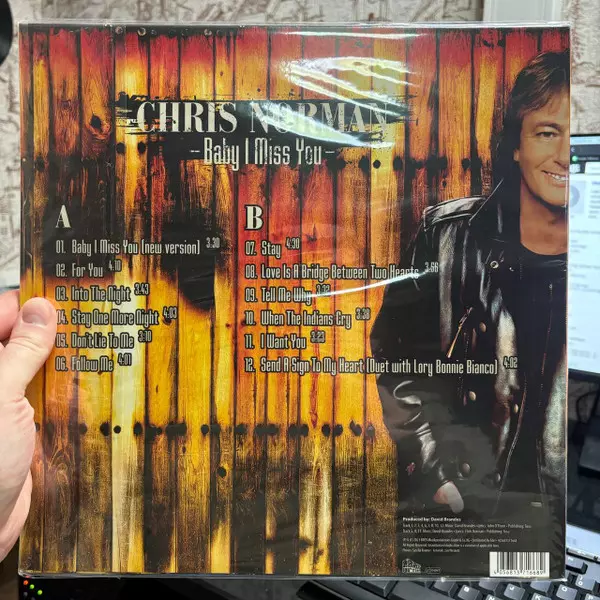 CHRIS NORMAN
- Baby I Miss You -
A
01. Baby I Miss You (new version) 3.30
02. For You 4.10
03. Into The Night 3.43
04. Stay One More Night 4:03
05. Don't Lie To Me 3:10
06. Follow Me 4.01
B
07. Stay 4:30
08. Love Is A Bridge Between Two Hearts 3:56
09. Tell Me Why
10. When The Indians Cry 3:38
11. I Want You 3:23
12. Send A Sign To My Heart (Duet with Lory Bonnie Bianco) 4:02
Produced by: David Brandes